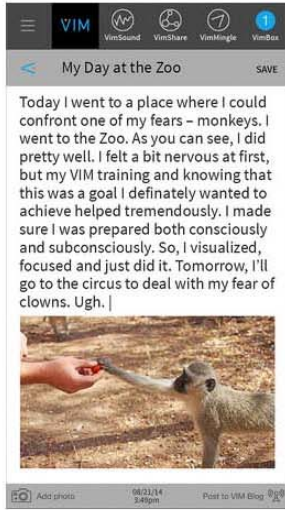 VIM
VimSound
VimShare
VimMingle
1
VimBox
< My Day at the Zoo SAVE
Today I went to a place where I could
confront one of my fears – monkeys. I
went to the Zoo. As you can see, I did
pretty well. I felt a bit nervous at first,
but my VIM training and knowing that
this was a goal I definately wanted to
achieve helped tremendously. I made
sure I was prepared both consciously
and subconsciously. So, I visualized,
focused and just did it. Tomorrow, I'll
go to the circus to deal with my fear of
clowns. Ugh. |
Add photo
08/21/14
3:49pm
Post to VIM Blog